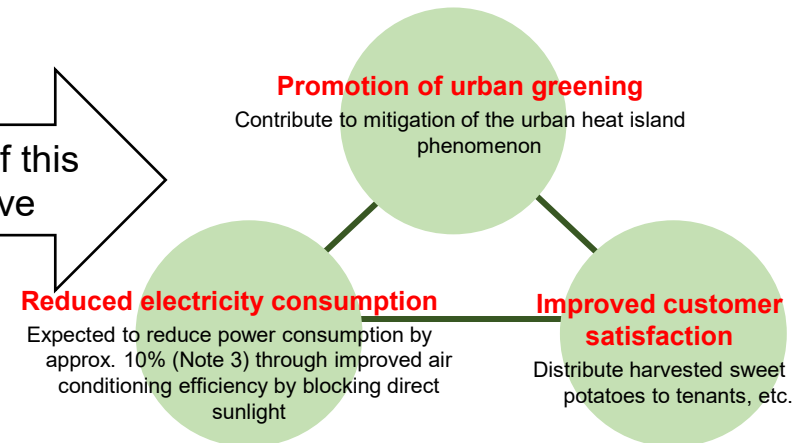 f this
ve
Promotion of urban greening
Contribute to mitigation of the urban heat island
phenomenon
Reduced electricity consumption
Expected to reduce power consumption by
approx. 10% (Note 3) through improved air
conditioning efficiency by blocking direct
sunlight
Improved customer
satisfaction
Distribute harvested sweet
potatoes to tenants, etc.